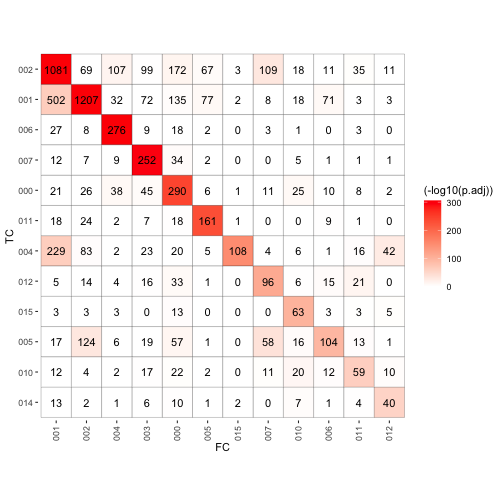 002 1081 69 107 99 172 67 3 109 18 11 35 11
001 502 1207 32 72 135 77 2 8 18 71 3 3
006 27 8 276 9 18 2 0 3 1 0 3 0
007 12 7 9 252 34 2 0 0 5 1 1 1
000 21 26 38 45 290 6 1 11 25 10 8 2
011 18 24 2 7 18 161 1 0 0 9 1 0
004 229 83 2 23 20 5 108 4 6 1 16 42
012 5 14 4 16 33 1 0 96 6 15 21 0
015 3 3 3 0 13 0 0 0 63 3 3 5
005 17 124 6 19 57 1 0 58 16 104 13 1
010 12 4 2 17 22 2 0 11 20 12 59 10
014 13 2 1 6 10 1 2 0 7 1 4 40
001 002 004 003 000 005 015 007 010 006 011 012
FC
TC
(-log10(p.adj))
300
200
100
0